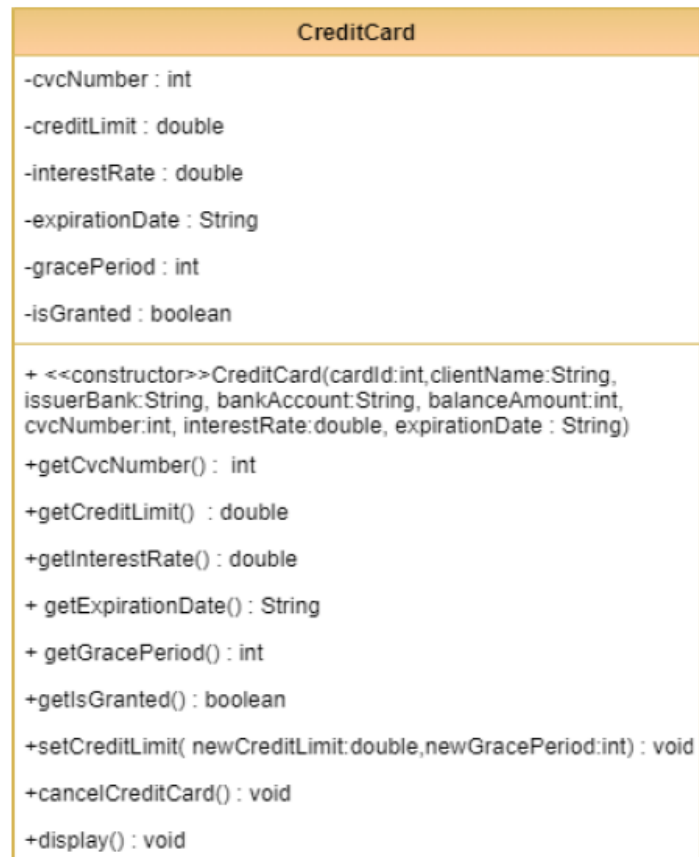 CreditCard
-cvcNumber : int
-creditLimit : double
-interestRate : double
-expirationDate : String
-gracePeriod : int
-isGranted : boolean
+ <<constructor>>CreditCard(cardId:int,clientName:String,
issuerBank:String, bankAccount:String, balanceAmount:int,
cvcNumber:int, interestRate:double, expirationDate : String)
+getCvcNumber() : int
+getCreditLimit() : double
+getInterestRate() : double
+ getExpirationDate() : String
+ getGracePeriod() : int
+getIsGranted() : boolean
+setCreditLimit( newCreditLimit:double,newGracePeriod:int) : void
+cancelCreditCard() : void
+display() : void